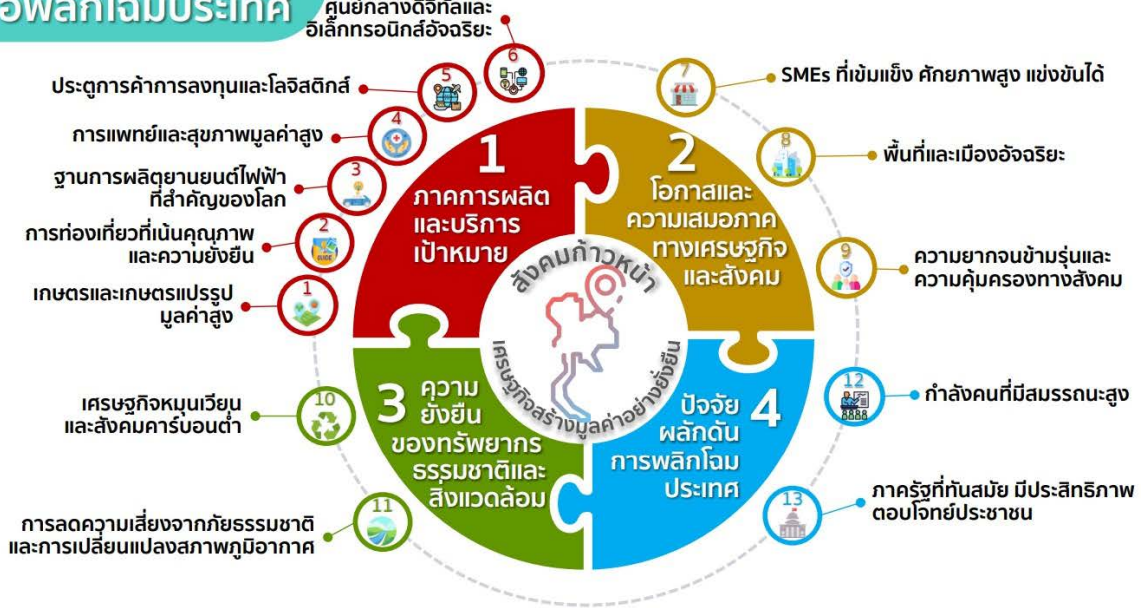 พลิกโฉมประเทศ
ศูนย์กลางดิจิทัลและ
อิเล็กทรอนิกส์อัจฉริยะ
6
ประตูการค้าการลงทุนและโลจิสติกส์
5
การแพทย์และสุขภาพมูลค่าสูง
4
ฐานการผลิตยานยนต์ไฟฟ้า
ที่สำคัญของโลก
3
การท่องเที่ยวที่เน้นคุณภาพ
และความยั่งยืน
2
GUIDE
เกษตรและเกษตรแปรรูป
มูลค่าสูง
1
1
ภาคการผลิต
และบริการ
เป้าหมาย
2
โอกาสและ
ความเสมอภาค
ทางเศรษฐกิจ
และสังคม
7
SMEs ที่เข้มแข็ง ศักยภาพสูง แข่งขันได้
8
พื้นที่และเมืองอัจฉริยะ
9
ความยากจนข้ามรุ่นและ
ความคุ้มครองทางสังคม
สังคมก้าวหน้า
เศรษฐกิจสร้างมูลค่าอย่างยั่งยืน
3 ความ
ยั่งยืน
ของทรัพยากร
ธรรมชาติและ
สิ่งแวดล้อม
เศรษฐกิจหมุนเวียน
และสังคมคาร์บอนต่ำ
10
การลดความเสี่ยงจากภัยธรรมชาติ
และการเปลี่ยนแปลงสภาพภูมิอากาศ
11
ปัจจัย 4
ผลักดัน
การพลิกโฉม
ประเทศ
12
กำลังคนที่มีสมรรถนะสูง
13
ภาครัฐที่ทันสมัย มีประสิทธิภาพ
ตอบโจทย์ประชาชน